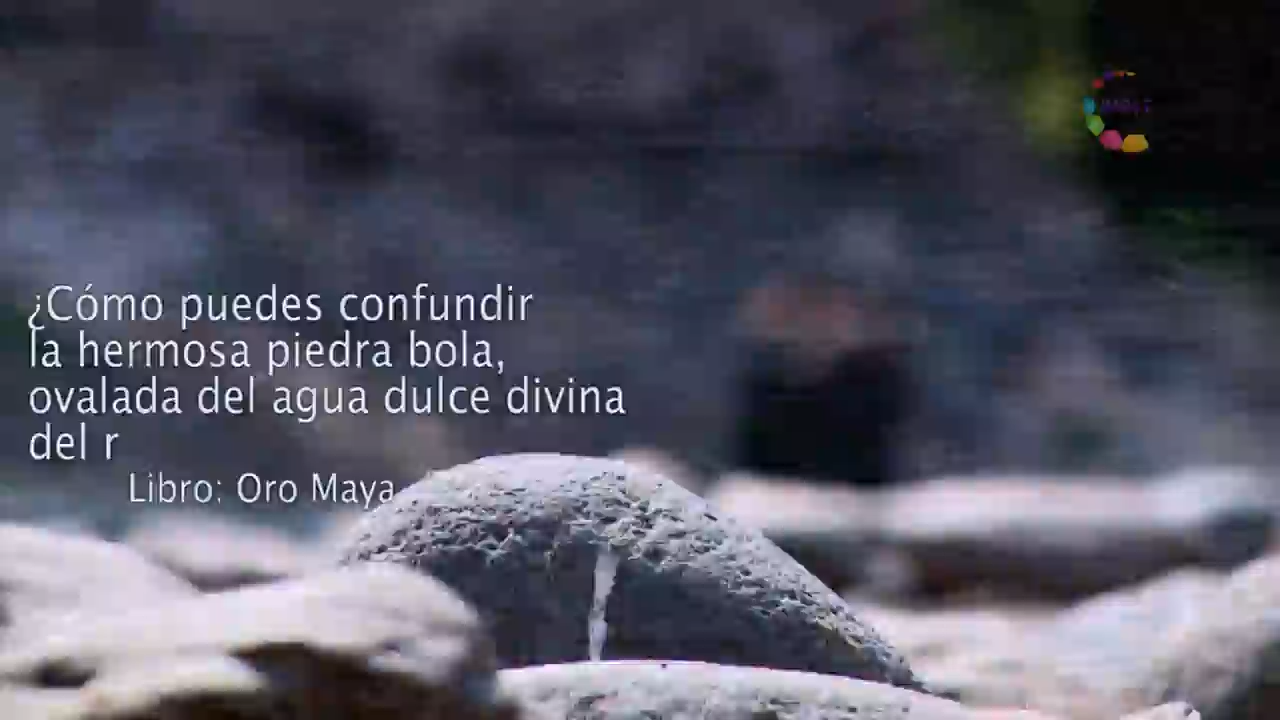 ¿Cómo puedes confundir
la hermosa piedra bola,
ovalada del agua dulce divina
del r
Libro: Oro Maya